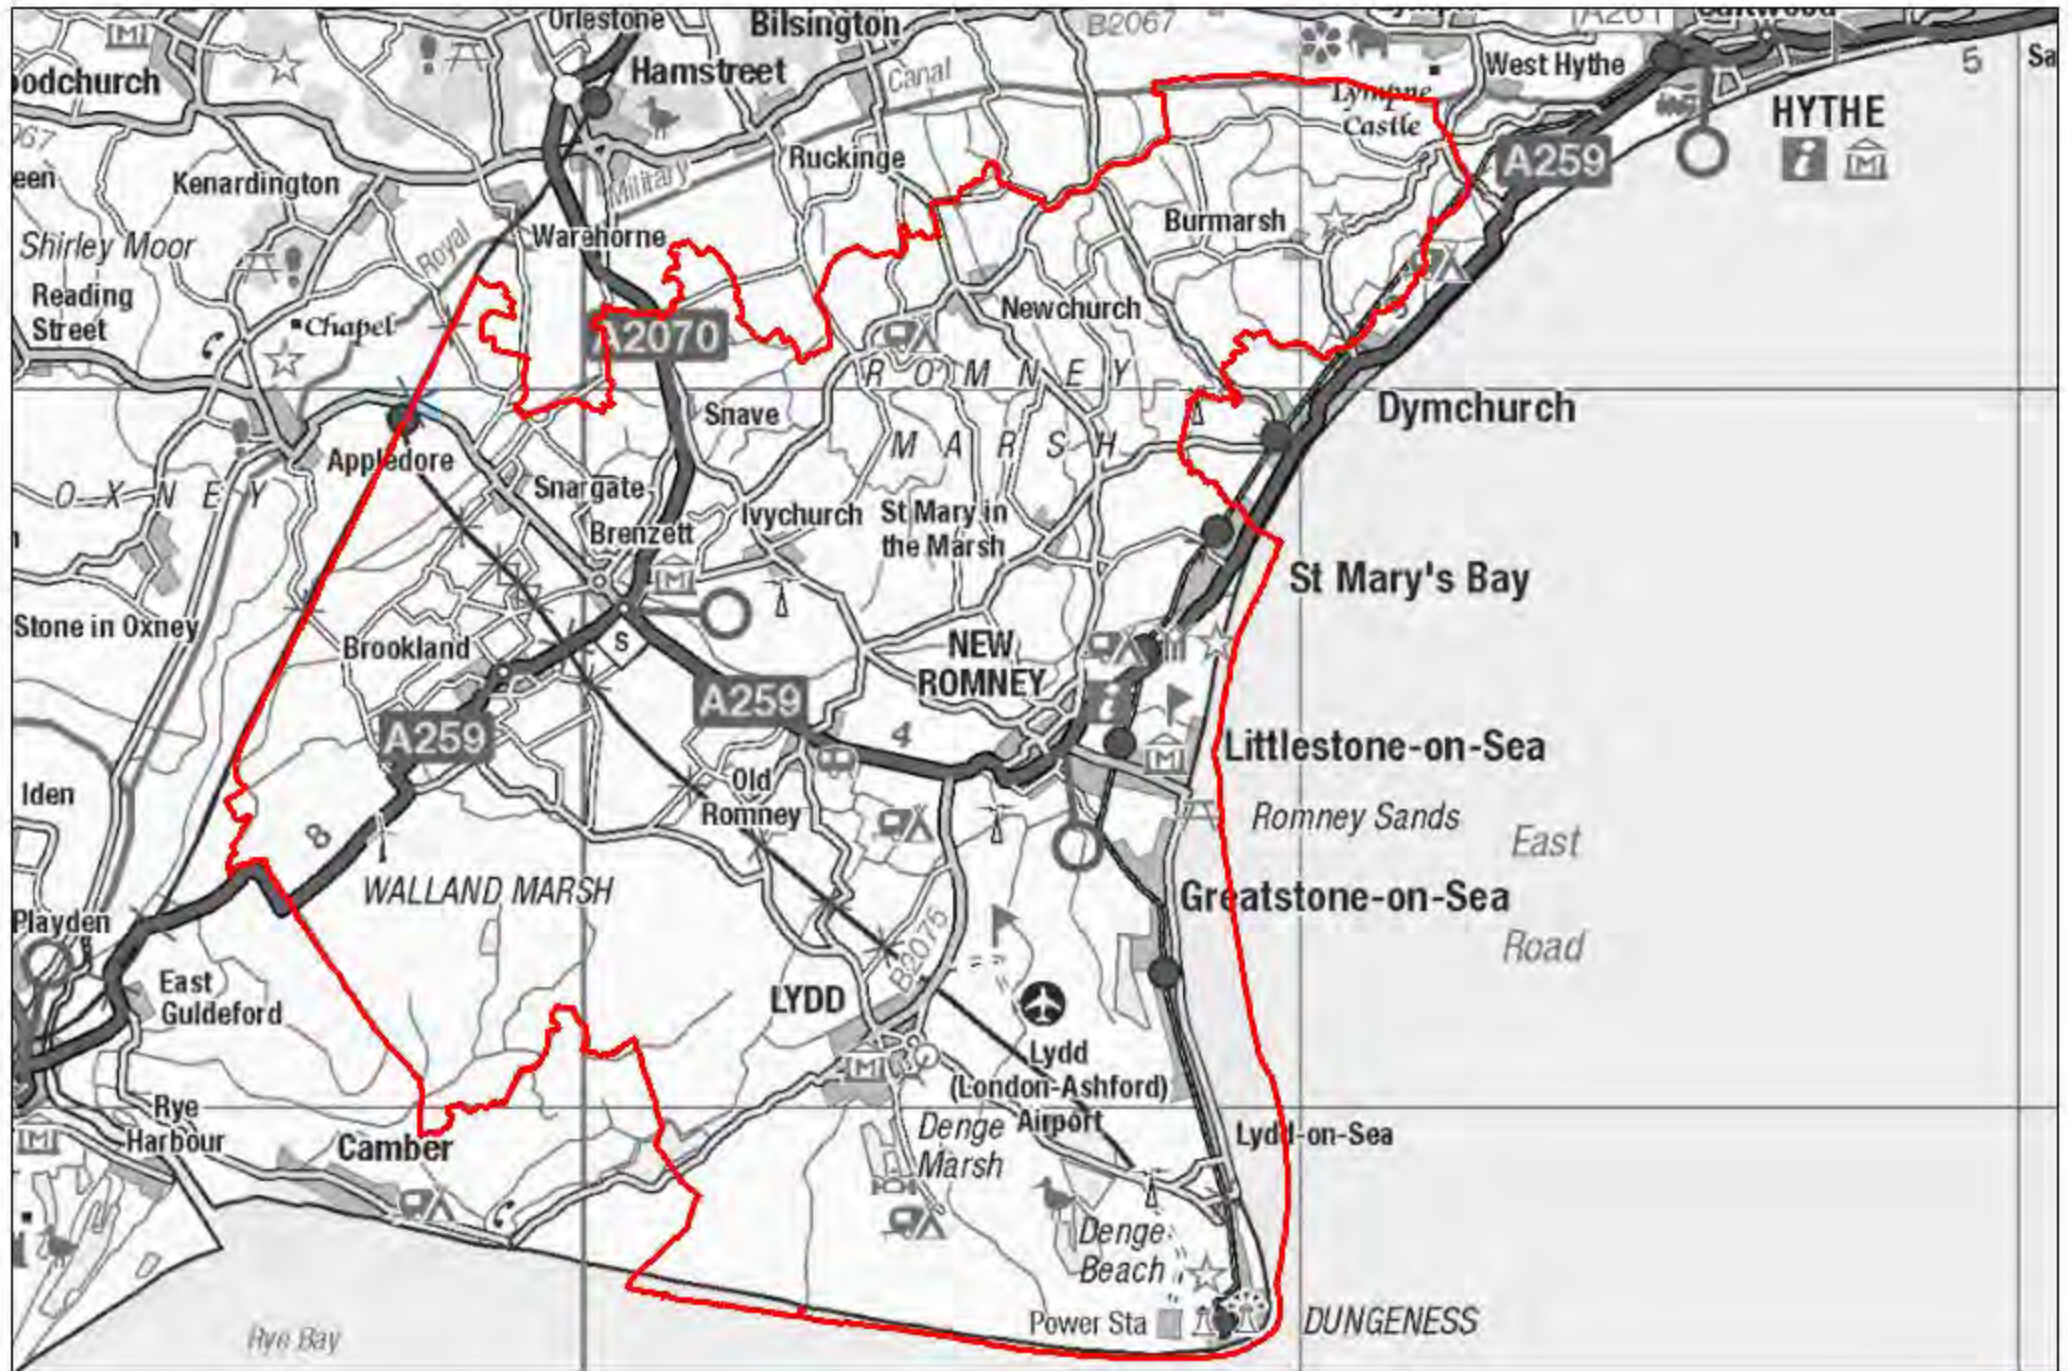 Orlestone
Bilsington
B2067
5
Hamstreet
Canal
West Hythe
Lympne
Castle
HYTHE
A259
Ruckinge
Kenardington
Military
Burmarsh
Shirley Moor
Royal
Warehorne
Reading
Street
Chapel
Newchurch
A2070
ROMNEY
Snave
Dymchurch
MARSH
Appledore
OXNEY
Snargate
Ivychurch
St Mary in
the Marsh
Brenzett
St Mary's Bay
Stone in Oxney
Brookland
S
NEW
ROMNEY
A259
A259
4
Littlestone-on-Sea
Old
Romney
Iden
Romney Sands
East
8
WALLAND MARSH
Greatstone-on-Sea
Playden
B2075
Road
East
Guldeford
LYDD
Lydd
(London-Ashford)
Airport
Rye
Harbour
Camber
Denge
Marsh
Lydd-on-Sea
Denge
Beach
Power Sta
DUNGENESS
Rye Bay